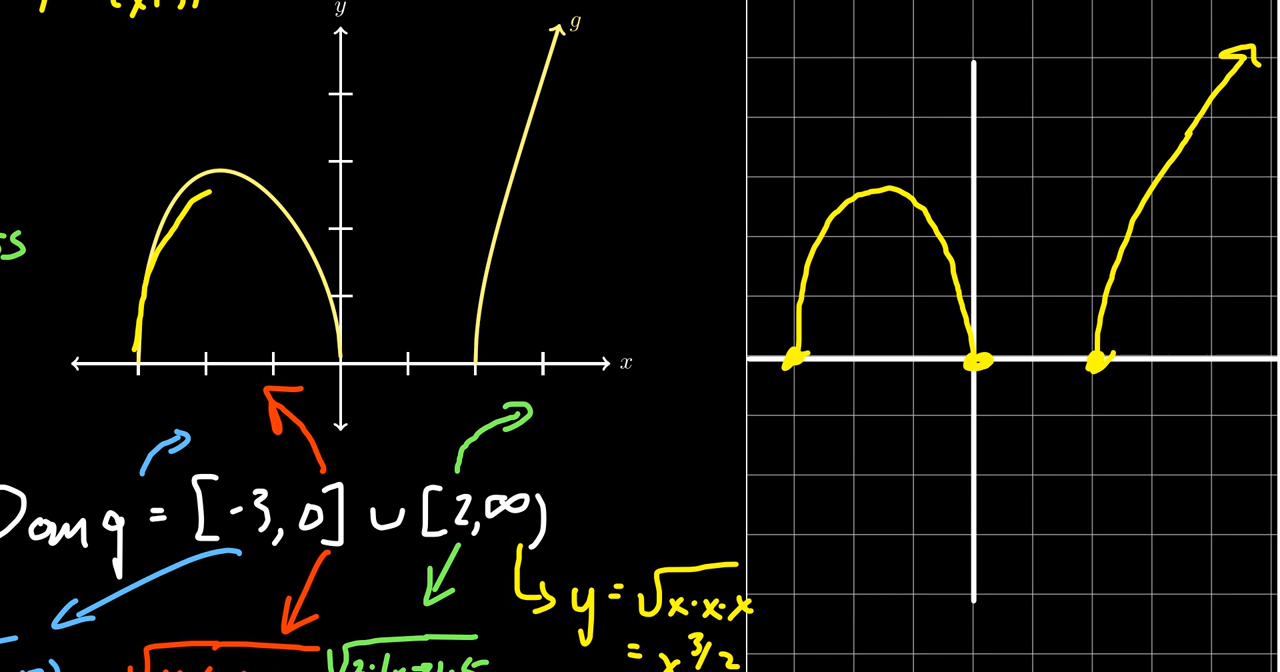 y
g
s
x
Dom g = [-3, 0] ∪ [2, ∞)
y = √x·x·x
= x^3/2